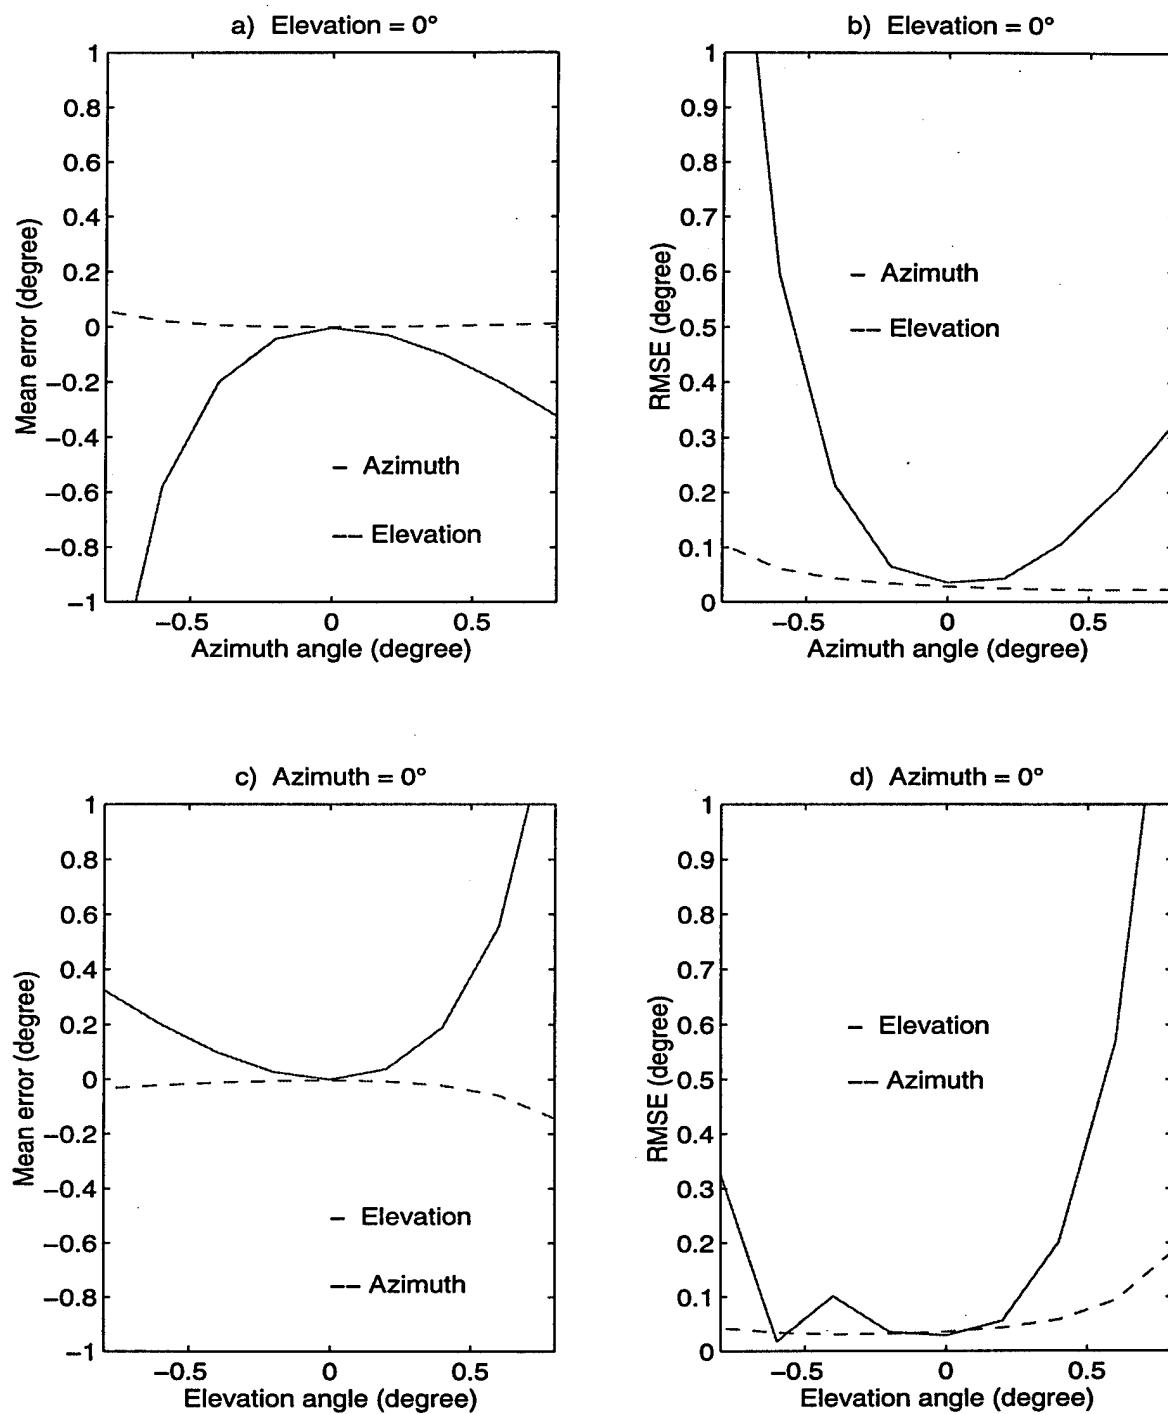 a) Elevation = 0°
1
0.8
0.6
0.4
0.2
0
−0.2
−0.4
−0.6
−0.8
−1
Mean error (degree)
− Azimuth
−− Elevation
−0.5
0
0.5
Azimuth angle (degree)
b) Elevation = 0°
1
0.9
0.8
0.7
0.6
0.5
0.4
0.3
0.2
0.1
0
RMSE (degree)
− Azimuth
−− Elevation
−0.5
0
0.5
Azimuth angle (degree)
c) Azimuth = 0°
1
0.8
0.6
0.4
0.2
0
−0.2
−0.4
−0.6
−0.8
−1
Mean error (degree)
− Elevation
−− Azimuth
−0.5
0
0.5
Elevation angle (degree)
d) Azimuth = 0°
1
0.9
0.8
0.7
0.6
0.5
0.4
0.3
0.2
0.1
0
RMSE (degree)
− Elevation
−− Azimuth
−0.5
0
0.5
Elevation angle (degree)